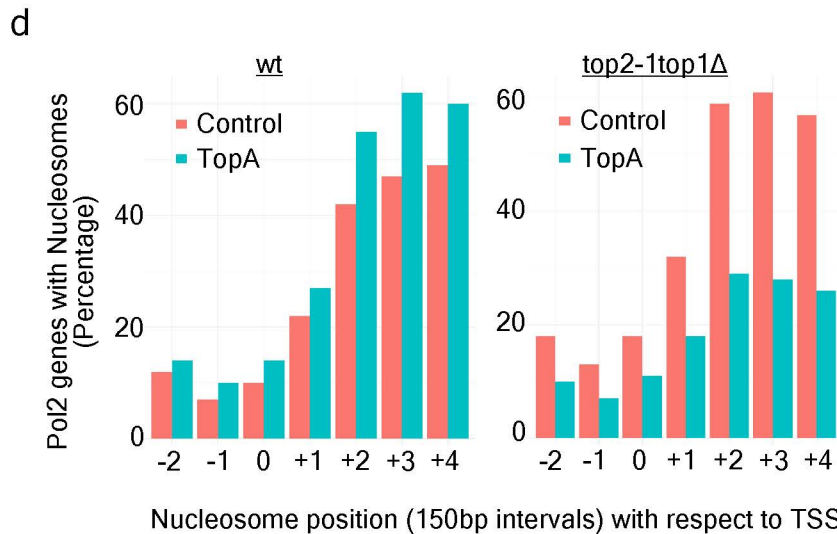 d
wt
top2-1top1Δ
Pol2 genes with Nucleosomes
(Percentage)
60
40
20
0
Control
TopA
60
40
20
0
Control
TopA
-2 -1 0 +1 +2 +3 +4
-2 -1 0 +1 +2 +3 +4
Nucleosome position (150bp intervals) with respect to TSS